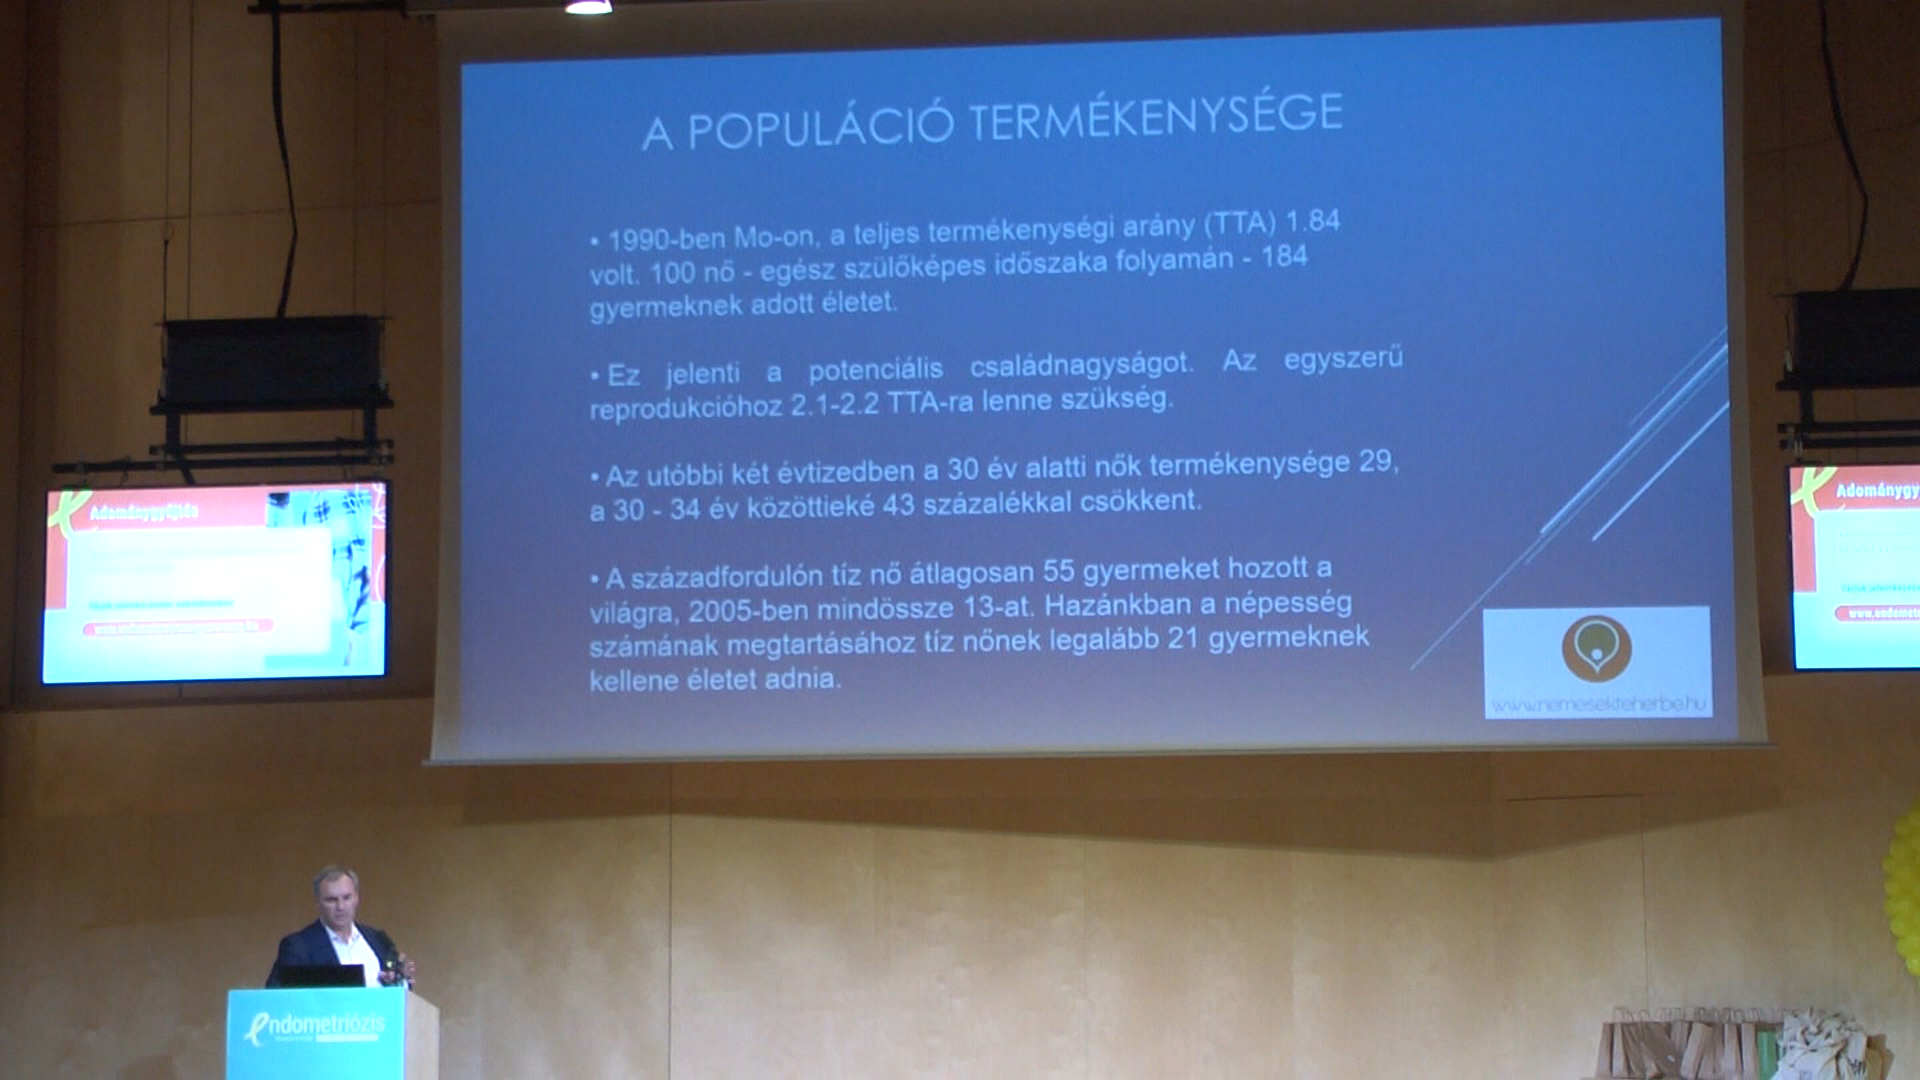 A POPULÁCIÓ TERMÉKENYSÉGE
• 1990-ben Mo-on, a teljes termékenységi arány (TTA) 1.84
volt. 100 nő - egész szülőképes időszaka folyamán - 184
gyermeknek adott életet.
• Ez jelenti a potenciális családnagyságot. Az egyszerű
reprodukcióhoz 2.1-2.2 TTA-ra lenne szükség.
• Az utóbbi két évtizedben a 30 év alatti nők termékenysége 29,
a 30 - 34 év közöttieké 43 százalékkal csökkent.
• A századfordulón tíz nő átlagosan 55 gyermeket hozott a
világra, 2005-ben mindössze 13-at. Hazánkban a népesség
számának megtartásához tíz nőnek legalább 21 gyermeknek
kellene életet adnia.
www.nemesekteherbe.hu
Adománygyűjtés
Adománygy
www.endomet
endometriózis